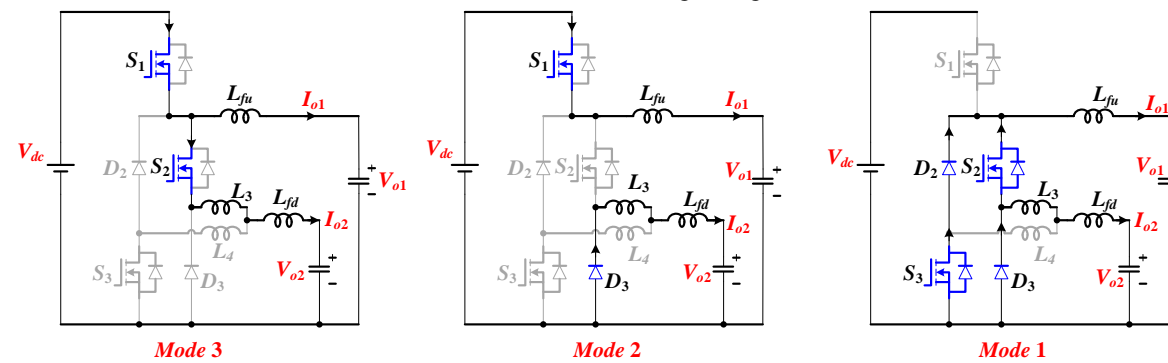 S1
Lfu
Io1
Vdc
D2
S2
L3
Lfd
Io2
Vo1
L4
S3
D3
Vo2
Mode 3
S1
Lfu
Io1
Vdc
D2
S2
L3
Lfd
Io2
Vo1
L4
S3
D3
Vo2
Mode 2
S1
Lfu
Io1
Vdc
D2
S2
L3
Lfd
Io2
Vo1
L4
S3
D3
Vo2
Mode 1